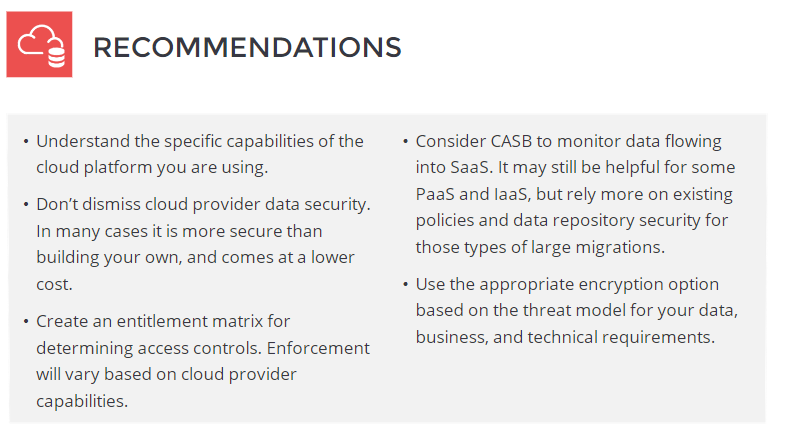 RECOMMENDATIONS
• Understand the specific capabilities of the
cloud platform you are using.
• Don’t dismiss cloud provider data security.
In many cases it is more secure than
building your own, and comes at a lower
cost.
• Create an entitlement matrix for
determining access controls. Enforcement
will vary based on cloud provider
capabilities.
• Consider CASB to monitor data flowing
into SaaS. It may still be helpful for some
PaaS and IaaS, but rely more on existing
policies and data repository security for
those types of large migrations.
• Use the appropriate encryption option
based on the threat model for your data,
business, and technical requirements.